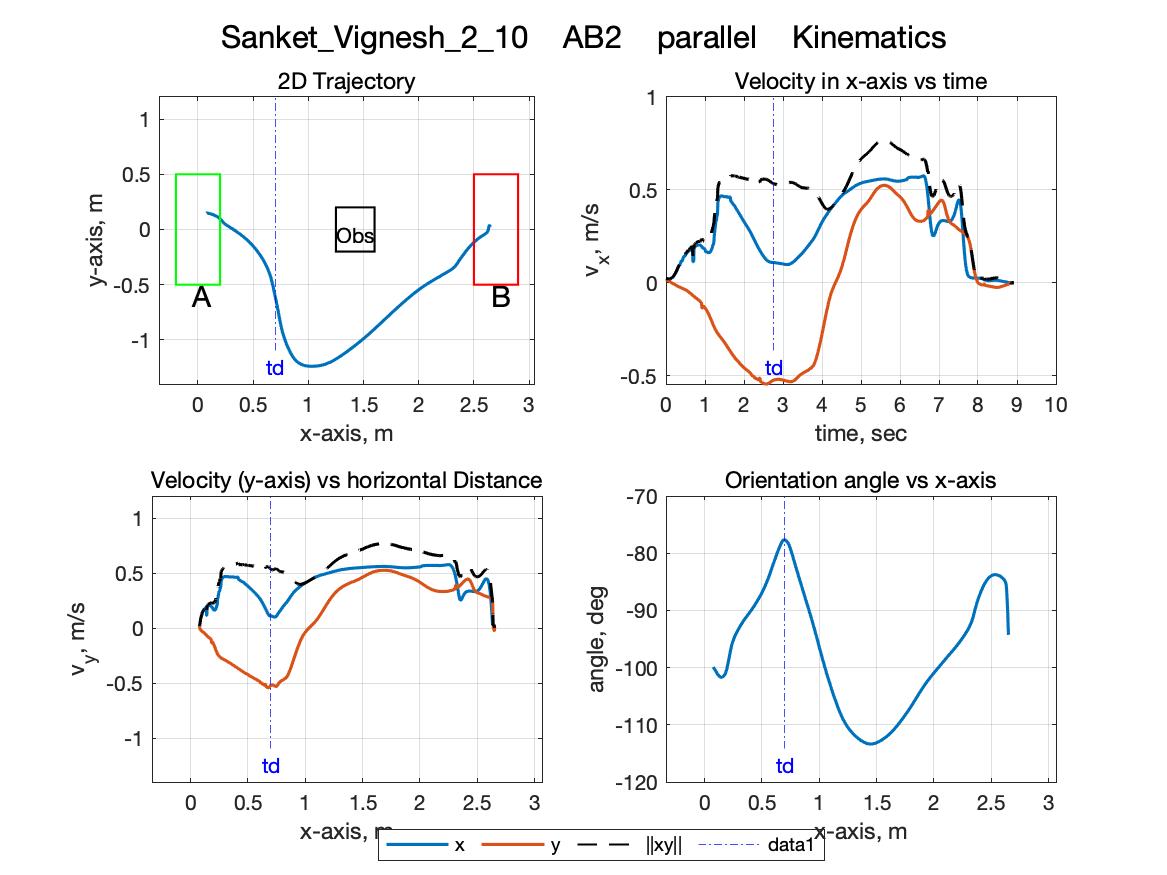 Sanket_Vignesh_2_10 AB2 parallel Kinematics
2D Trajectory
1
0.5
0
-0.5
-1
y-axis, m
A
Obs
B
td
0 0.5 1 1.5 2 2.5 3
x-axis, m
Velocity in x-axis vs time
1
0.5
0
-0.5
v_x, m/s
td
0 1 2 3 4 5 6 7 8 9 10
time, sec
Velocity (y-axis) vs horizontal Distance
1
0.5
0
-0.5
-1
v_y, m/s
td
0 0.5 1 1.5 2 2.5 3
x-axis, m
Orientation angle vs x-axis
-70
-80
-90
-100
-110
-120
angle, deg
td
0 0.5 1 1.5 2 2.5 3
x-axis, m
x y ||xy|| data1